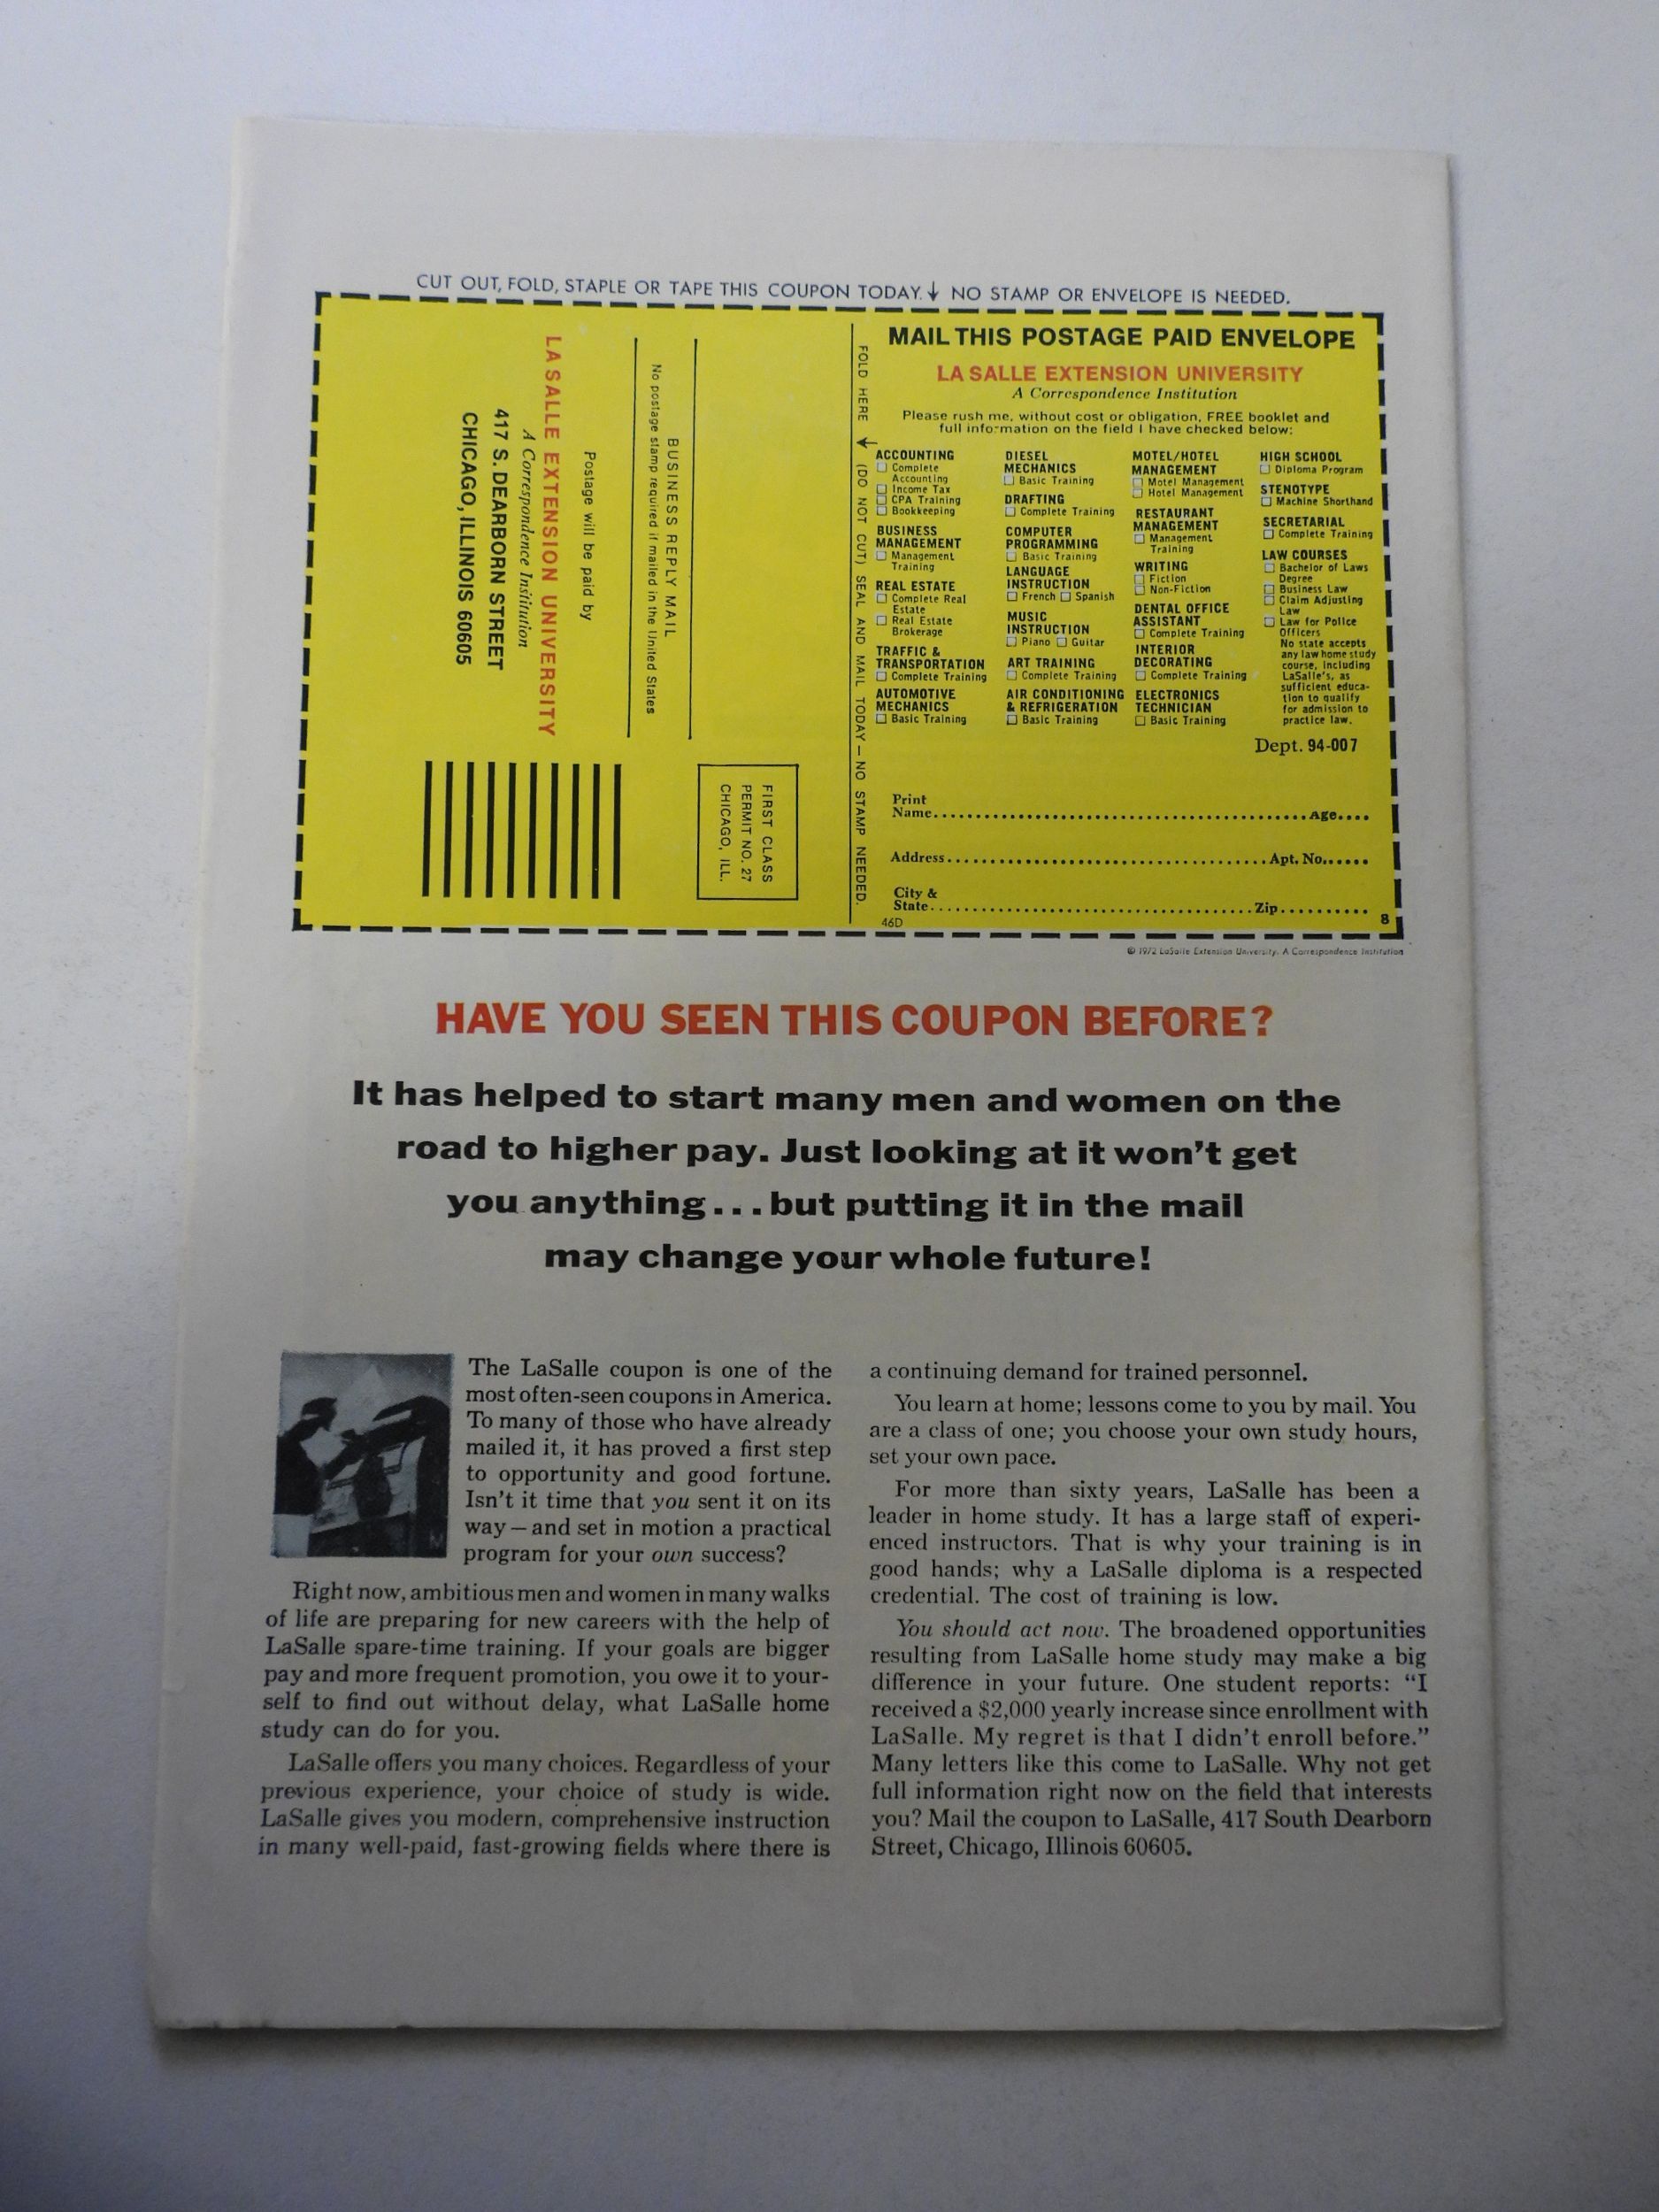 CUT OUT, FOLD, STAPLE OR TAPE THIS COUPON TODAY. ↓ NO STAMP OR ENVELOPE IS NEEDED.
BUSINESS REPLY MAIL
No postage stamp required if mailed in the United States
Postage will be paid by
LA SALLE EXTENSION UNIVERSITY
A Correspondence Institution
417 S. DEARBORN STREET
CHICAGO, ILLINOIS 60605
FIRST CLASS
PERMIT NO. 27
CHICAGO, ILL.
FOLD HERE → (DO NOT CUT) SEAL AND MAIL TODAY — NO STAMP NEEDED.
MAIL THIS POSTAGE PAID ENVELOPE
LA SALLE EXTENSION UNIVERSITY
A Correspondence Institution
Please rush me, without cost or obligation, FREE booklet and
full information on the field I have checked below:
ACCOUNTING
☐ Complete
Accounting
☐ Income Tax
☐ CPA Training
☐ Bookkeeping
BUSINESS
MANAGEMENT
☐ Management
Training
REAL ESTATE
☐ Complete Real
Estate
☐ Real Estate
Brokerage
TRAFFIC &
TRANSPORTATION
☐ Complete Training
AUTOMOTIVE
MECHANICS
☐ Basic Training
DIESEL
MECHANICS
☐ Basic Training
DRAFTING
☐ Complete Training
COMPUTER
PROGRAMMING
☐ Basic Training
LANGUAGE
INSTRUCTION
☐ French ☐ Spanish
MUSIC
INSTRUCTION
☐ Piano ☐ Guitar
ART TRAINING
☐ Complete Training
AIR CONDITIONING
& REFRIGERATION
☐ Basic Training
MOTEL/HOTEL
MANAGEMENT
☐ Motel Management
☐ Hotel Management
RESTAURANT
MANAGEMENT
☐ Management
Training
WRITING
☐ Fiction
☐ Non-Fiction
DENTAL OFFICE
ASSISTANT
☐ Complete Training
INTERIOR
DECORATING
☐ Complete Training
ELECTRONICS
TECHNICIAN
☐ Basic Training
HIGH SCHOOL
☐ Diploma Program
STENOTYPE
☐ Machine Shorthand
SECRETARIAL
☐ Complete Training
LAW COURSES
☐ Bachelor of Laws
Degree
☐ Business Law
☐ Claim Adjusting
Law
☐ Law for Police
Officers
No state accepts
any law home study
course, including
LaSalle's, as
sufficient educa-
tion to qualify
for admission to
practice law.
Dept. 94-007
Print
Name.......... Age....
Address.......... Apt. No......
City &
State.......... Zip..........
46D 8
© 1972 LaSalle Extension University. A Correspondence Institution
HAVE YOU SEEN THIS COUPON BEFORE?
It has helped to start many men and women on the
road to higher pay. Just looking at it won't get
you anything...but putting it in the mail
may change your whole future!
The LaSalle coupon is one of the
most often-seen coupons in America.
To many of those who have already
mailed it, it has proved a first step
to opportunity and good fortune.
Isn't it time that you sent it on its
way—and set in motion a practical
program for your own success?
Right now, ambitious men and women in many walks
of life are preparing for new careers with the help of
LaSalle spare-time training. If your goals are bigger
pay and more frequent promotion, you owe it to your-
self to find out without delay, what LaSalle home
study can do for you.
LaSalle offers you many choices. Regardless of your
previous experience, your choice of study is wide.
LaSalle gives you modern, comprehensive instruction
in many well-paid, fast-growing fields where there is
a continuing demand for trained personnel.
You learn at home; lessons come to you by mail. You
are a class of one; you choose your own study hours,
set your own pace.
For more than sixty years, LaSalle has been a
leader in home study. It has a large staff of experi-
enced instructors. That is why your training is in
good hands; why a LaSalle diploma is a respected
credential. The cost of training is low.
You should act now. The broadened opportunities
resulting from LaSalle home study may make a big
difference in your future. One student reports: "I
received a $2,000 yearly increase since enrollment with
LaSalle. My regret is that I didn't enroll before."
Many letters like this come to LaSalle. Why not get
full information right now on the field that interests
you? Mail the coupon to LaSalle, 417 South Dearborn
Street, Chicago, Illinois 60605.